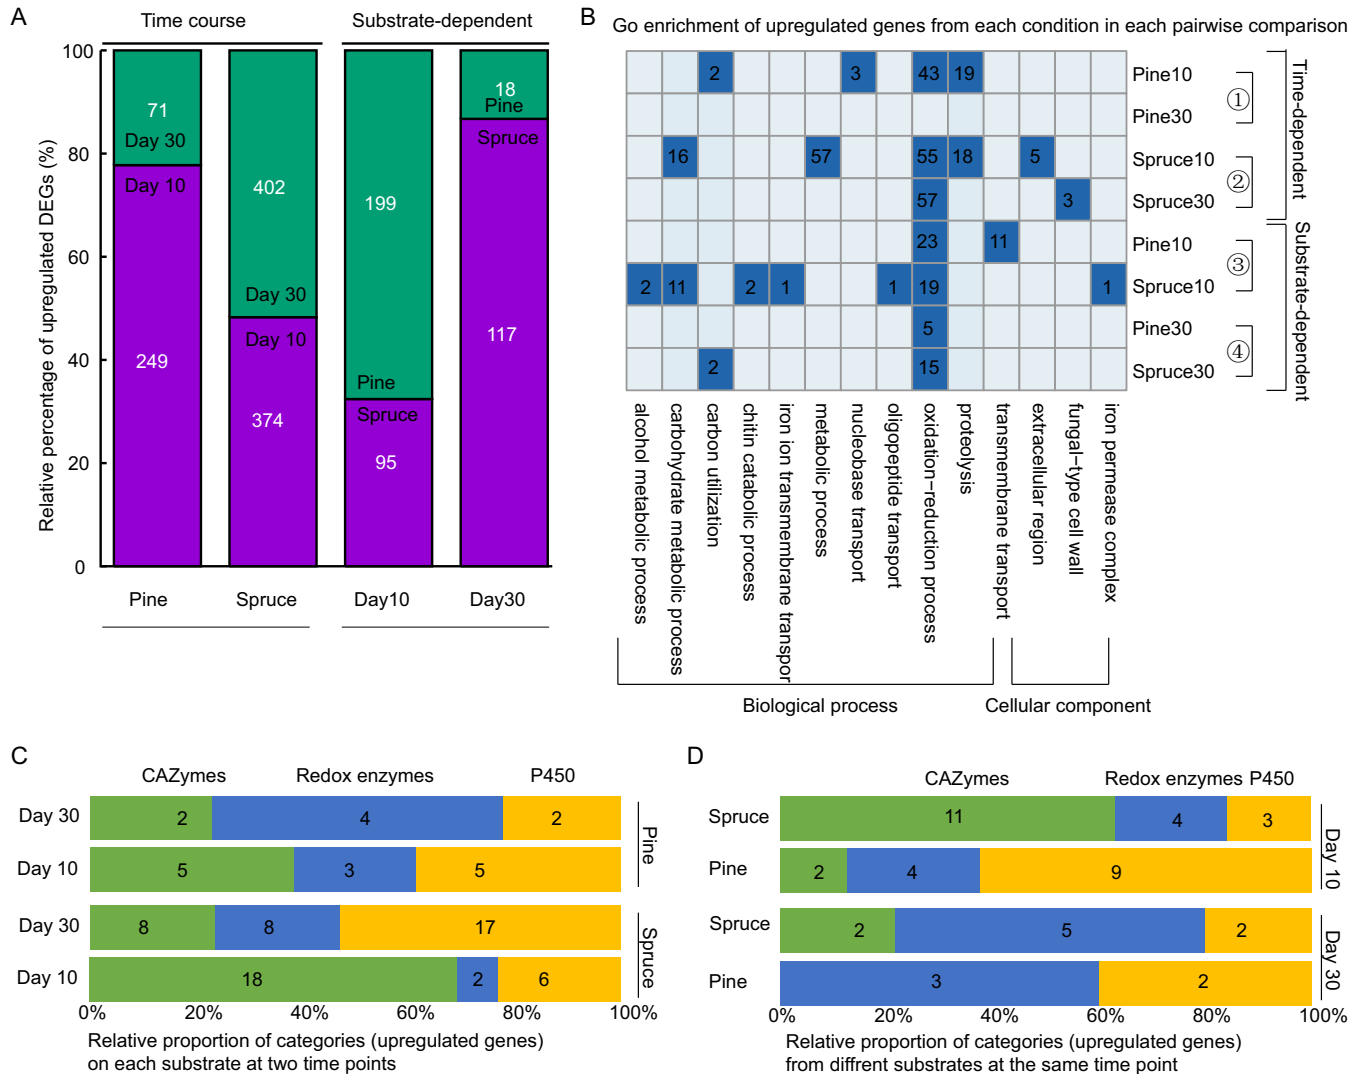 A
Time course
Substrate-dependent
Relative percentage of upregulated DEGs (%)
100
80
60
40
20
0
71
Day 30
Day 10
249
402
Day 30
Day 10
374
199
Pine
Spruce
95
18
Pine
Spruce
117
Pine
Spruce
Day10
Day30
B
Go enrichment of upregulated genes from each condition in each pairwise comparison
2 3 43 19 Pine10
Pine30
①
16 57 55 18 5 Spruce10
57 3 Spruce30
②
23 11 Pine10
2 11 2 1 1 19 1 Spruce10
③
5 Pine30
2 15 Spruce30
④
Time-dependent
Substrate-dependent
alcohol metabolic process
carbohydrate metabolic process
carbon utilization
chitin catabolic process
iron ion transmembrane transpor
metabolic process
nucleobase transport
oligopeptide transport
oxidation−reduction process
proteolysis
transmembrane transport
extracellular region
fungal−type cell wall
iron permease complex
Biological process
Cellular component
C
CAZymes Redox enzymes P450
Day 30 2 4 2
Day 10 5 3 5
Pine
Day 30 8 8 17
Day 10 18 2 6
Spruce
0% 20% 40% 60% 80% 100%
Relative proportion of categories (upregulated genes)
on each substrate at two time points
D
CAZymes Redox enzymes P450
Spruce 11 4 3
Pine 2 4 9
Day 10
Spruce 2 5 2
Pine 3 2
Day 30
0% 20% 40% 60% 80% 100%
Relative proportion of categories (upregulated genes)
from diffrent substrates at the same time point